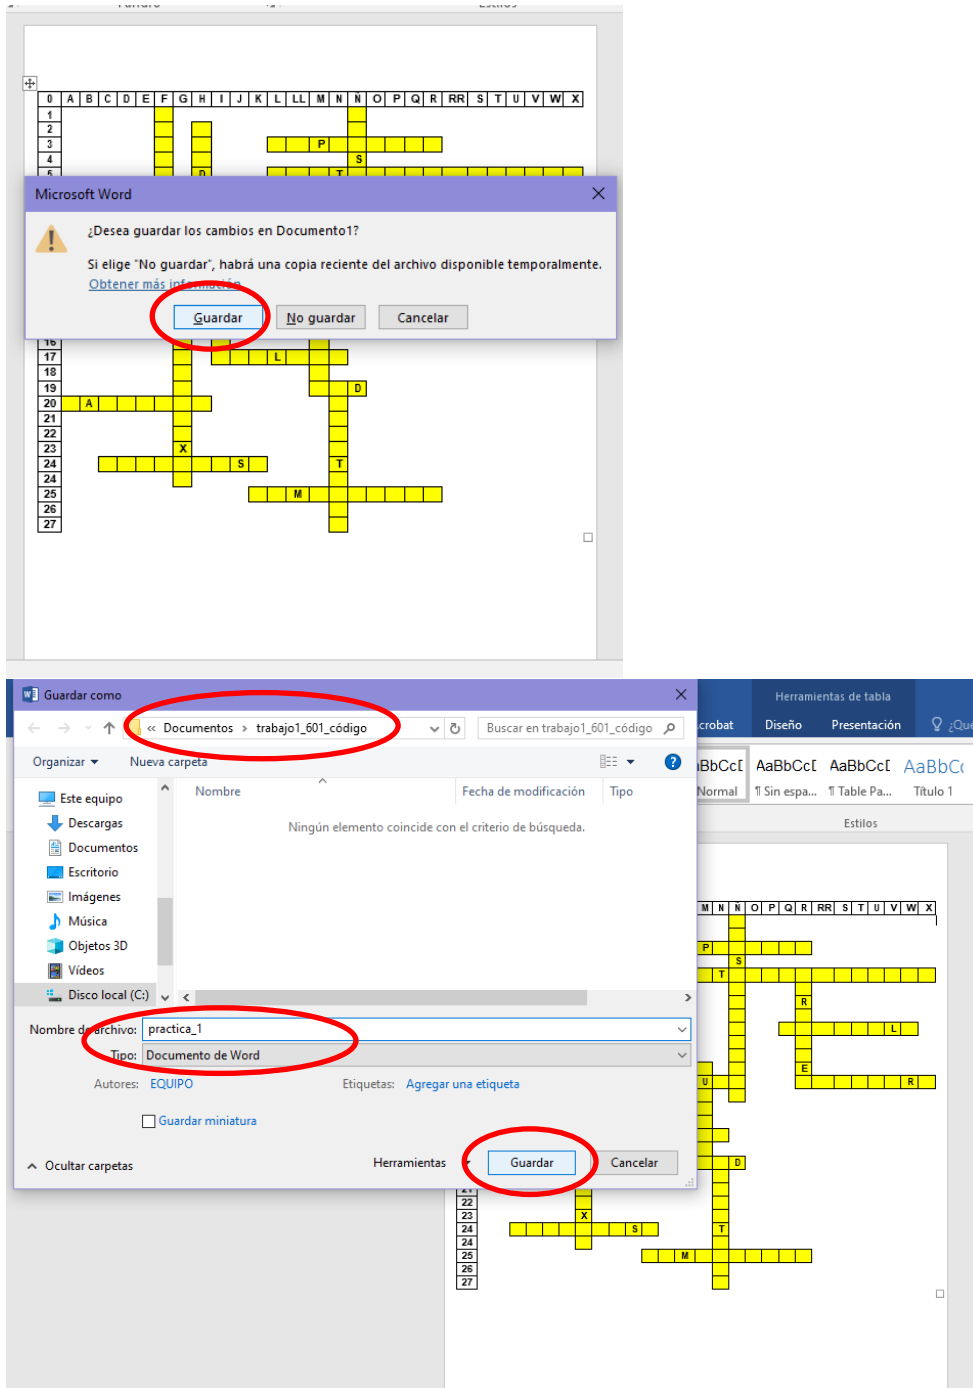 0 A B C D E F G H I J K L LL M N Ñ O P Q R RR S T U V W X
1
2
3 P
4 S
5 D T
Microsoft Word
¿Desea guardar los cambios en Documento1?
Si elige "No guardar", habrá una copia reciente del archivo disponible temporalmente.
Obtener más información
Guardar No guardar Cancelar
16
17 L
18
19 D
20 A
21
22
23 X
24 S T
24
25 M
26
27
Guardar como
Herramientas de tabla
« Documentos › trabajo1_601_código
Buscar en trabajo1_601_código
crobat Diseño Presentación ¿Qué
Organizar Nueva carpeta
Este equipo
Descargas
Documentos
Escritorio
Imágenes
Música
Objetos 3D
Vídeos
Disco local (C:)
Nombre Fecha de modificación Tipo
Ningún elemento coincide con el criterio de búsqueda.
Nombre de archivo: practica_1
Tipo: Documento de Word
Autores: EQUIPO Etiquetas: Agregar una etiqueta
Guardar miniatura
Ocultar carpetas Herramientas Guardar Cancelar
aBbCcD AaBbCcD AaBbCcD AaBbCc
Normal ¶ Sin espa... ¶ Table Pa... Título 1
Estilos
M N Ñ O P Q R RR S T U V W X
P
S
T
R
L
E
U R
D
21
22
23 X
24 S T
24
25 M
26
27